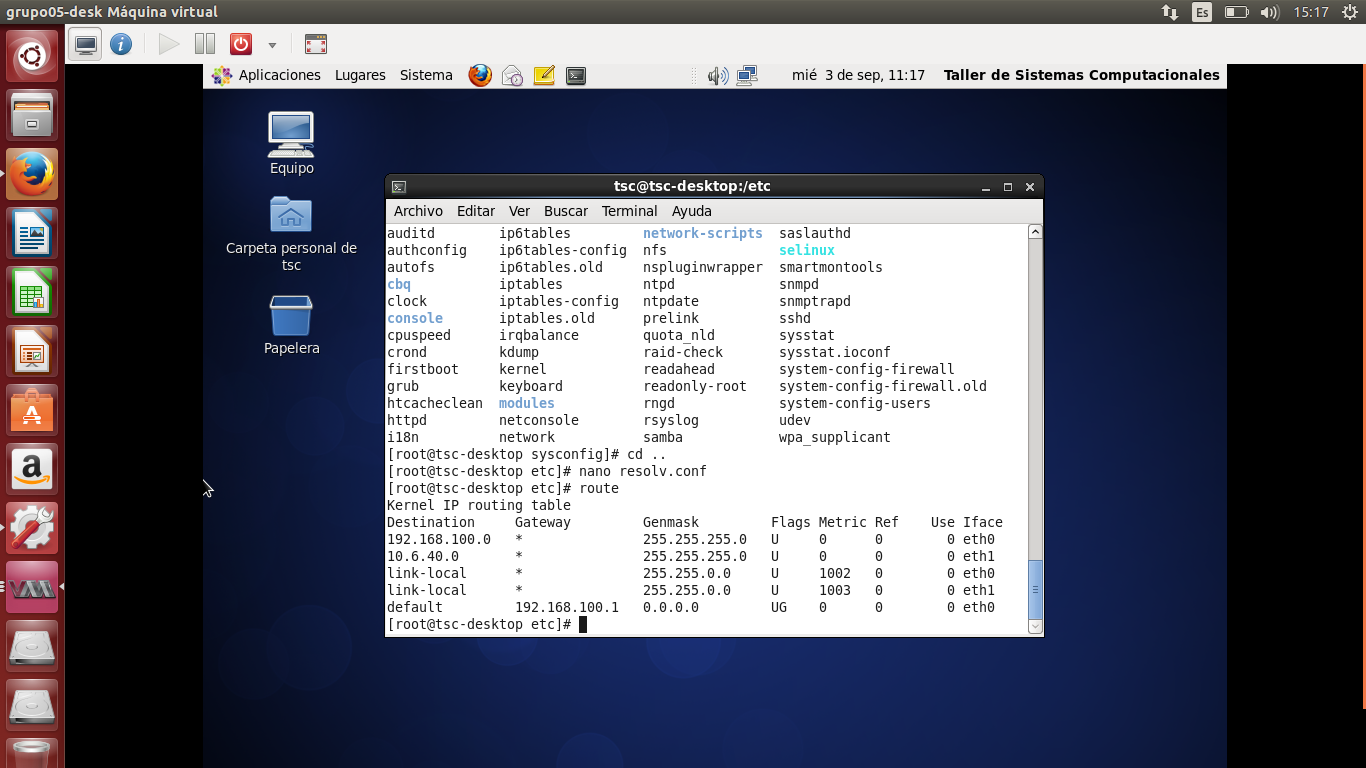 grupo05-desk Máquina virtual
Es
15:17
Aplicaciones Lugares Sistema
mié 3 de sep, 11:17 Taller de Sistemas Computacionales
Equipo
Carpeta personal de
tsc
Papelera
tsc@tsc-desktop:/etc
Archivo Editar Ver Buscar Terminal Ayuda
auditd ip6tables network-scripts saslauthd
authconfig ip6tables-config nfs selinux
autofs ip6tables.old nspluginwrapper smartmontools
cbq iptables ntpd snmpd
clock iptables-config ntpdate snmptrapd
console iptables.old prelink sshd
cpuspeed irqbalance quota_nld sysstat
crond kdump raid-check sysstat.ioconf
firstboot kernel readahead system-config-firewall
grub keyboard readonly-root system-config-firewall.old
htcacheclean modules rngd system-config-users
httpd netconsole rsyslog udev
i18n network samba wpa_supplicant
[root@tsc-desktop sysconfig]# cd ..
[root@tsc-desktop etc]# nano resolv.conf
[root@tsc-desktop etc]# route
Kernel IP routing table
Destination Gateway Genmask Flags Metric Ref Use Iface
192.168.100.0 * 255.255.255.0 U 0 0 0 eth0
10.6.40.0 * 255.255.255.0 U 0 0 0 eth1
link-local * 255.255.0.0 U 1002 0 0 eth0
link-local * 255.255.0.0 U 1003 0 0 eth1
default 192.168.100.1 0.0.0.0 UG 0 0 0 eth0
[root@tsc-desktop etc]#